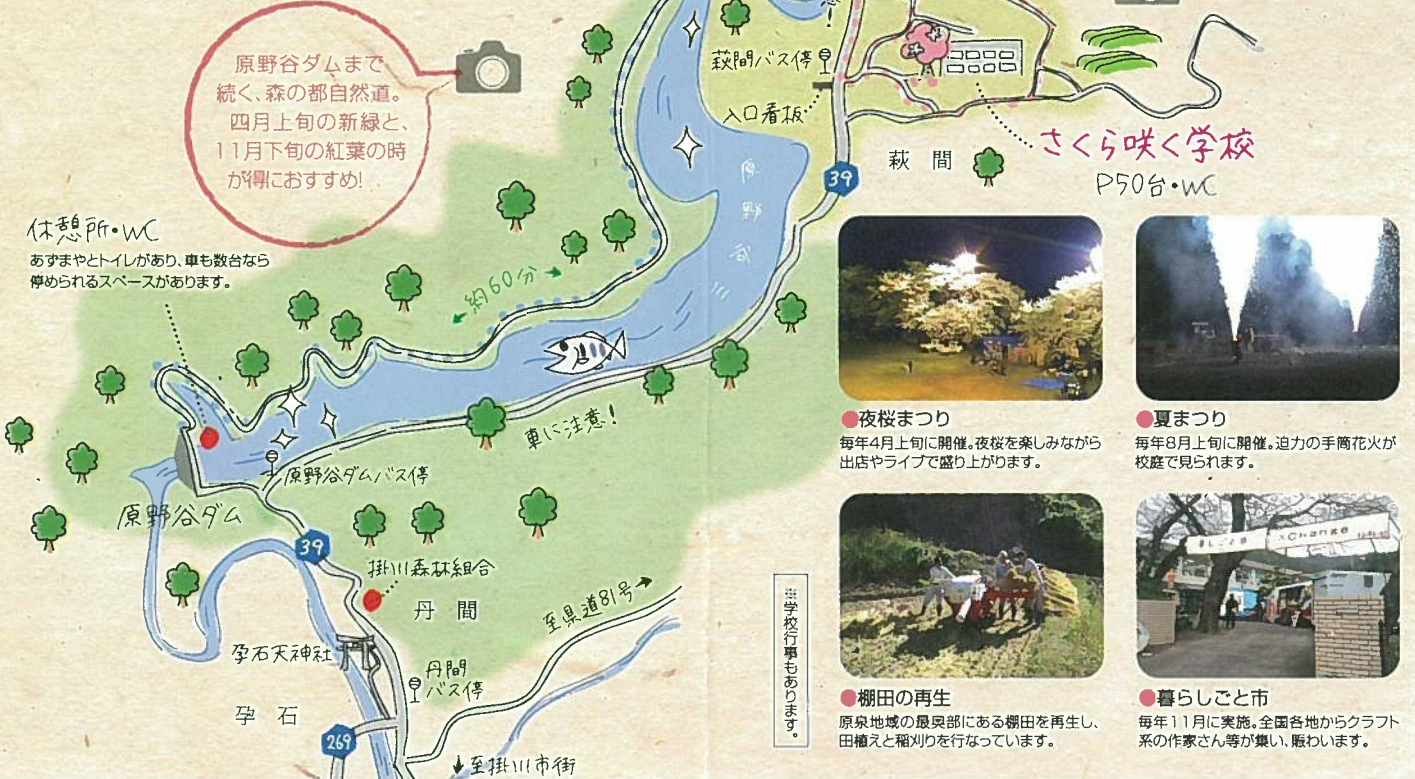 原野谷ダムまで
続く、森の都自然道。
四月上旬の新緑と、
11月下旬の紅葉の時
が得におすすめ!
萩間バス停
入口看板
39
萩間
さくら咲く学校
P50台・WC
原野谷
休憩所・WC
あずまやとトイレがあり、車も数台なら
停められるスペースがあります。
約60分
車に注意!
原野谷ダムバス停
原野谷ダム
39
掛川森林組合
丹間
至県道81号
孕石天神社
丹間
バス停
孕石
269
至掛川市街
●夜桜まつり
毎年4月上旬に開催。夜桜を楽しみながら
出店やライブで盛り上がります。
●夏まつり
毎年8月上旬に開催。迫力の手筒花火が
校庭で見られます。
※学校行事もあります。
xChange
●棚田の再生
原泉地域の最奥部にある棚田を再生し、
田植えと稲刈りを行なっています。
●暮らしごと市
毎年11月に実施。全国各地からクラフト
系の作家さん等が集い、賑わいます。